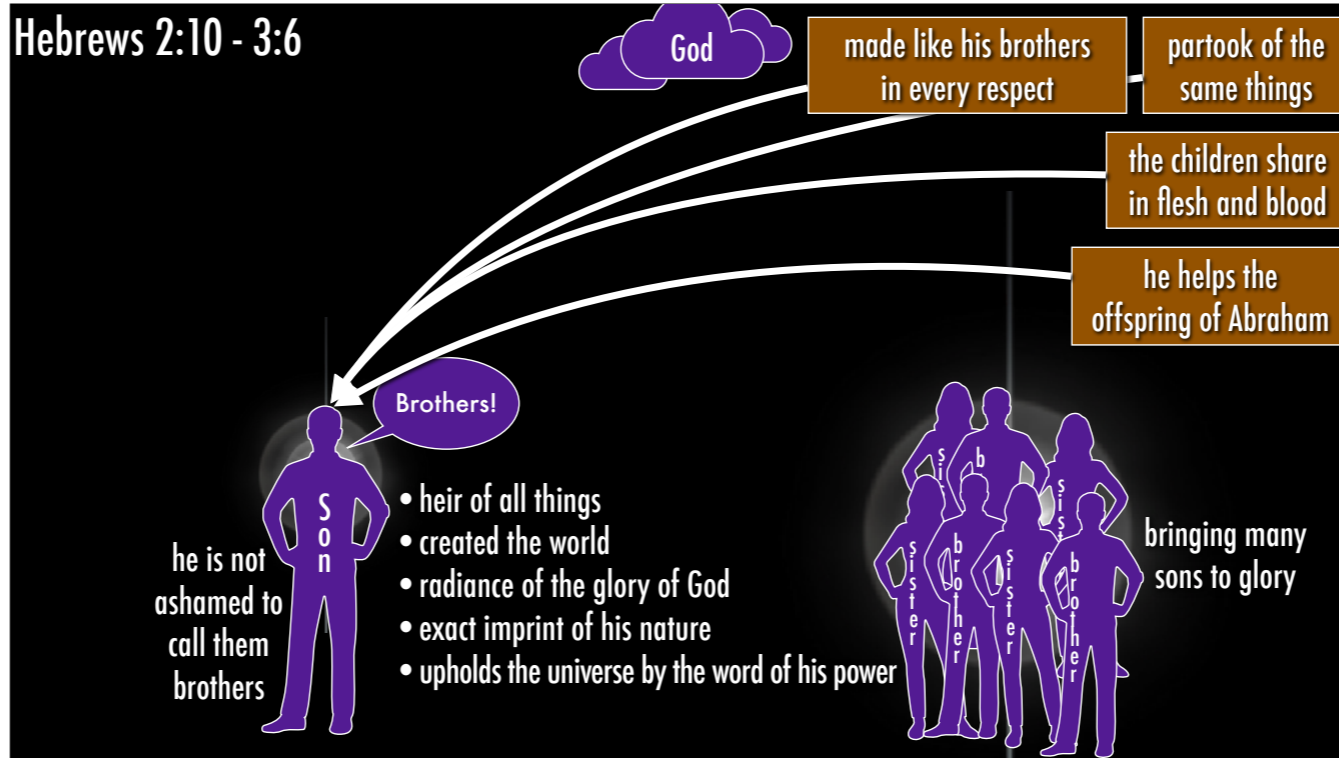 Hebrews 2:10 - 3:6
God
made like his brothers
in every respect
partook of the
same things
the children share
in flesh and blood
he helps the
offspring of Abraham
Brothers!
Son
he is not
ashamed to
call them
brothers
• heir of all things
• created the world
• radiance of the glory of God
• exact imprint of his nature
• upholds the universe by the word of his power
si
b
sist
sister
brother
sister
brother
bringing many
sons to glory